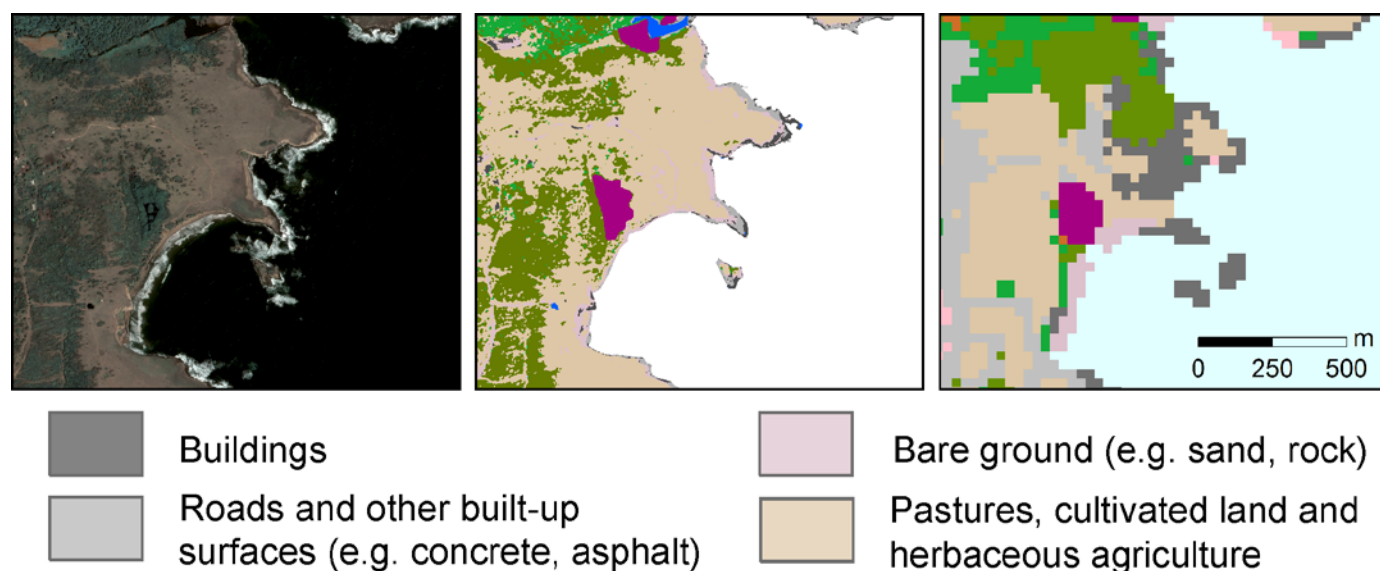 m
0 250 500
Buildings
Bare ground (e.g. sand, rock)
Roads and other built-up
surfaces (e.g. concrete, asphalt)
Pastures, cultivated land and
herbaceous agriculture